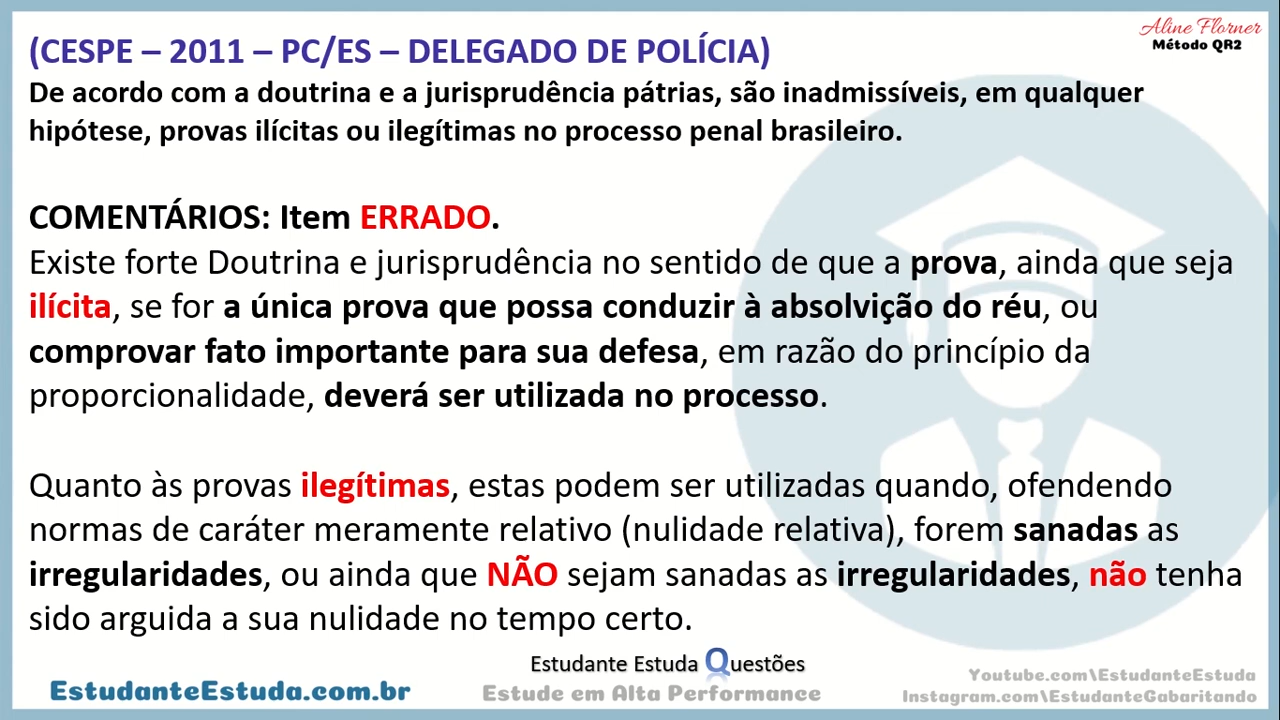 Aline Florner
Método QR2
(CESPE – 2011 – PC/ES – DELEGADO DE POLÍCIA)
De acordo com a doutrina e a jurisprudência pátrias, são inadmissíveis, em qualquer
hipótese, provas ilícitas ou ilegítimas no processo penal brasileiro.
COMENTÁRIOS: Item ERRADO.
Existe forte Doutrina e jurisprudência no sentido de que a prova, ainda que seja
ilícita, se for a única prova que possa conduzir à absolvição do réu, ou
comprovar fato importante para sua defesa, em razão do princípio da
proporcionalidade, deverá ser utilizada no processo.
Quanto às provas ilegítimas, estas podem ser utilizadas quando, ofendendo
normas de caráter meramente relativo (nulidade relativa), forem sanadas as
irregularidades, ou ainda que NÃO sejam sanadas as irregularidades, não tenha
sido arguida a sua nulidade no tempo certo.
Estudante Estuda Questões
EstudanteEstuda.com.br
Estude em Alta Performance
Youtube.com\EstudanteEstuda
Instagram.com\EstudanteGabaritando